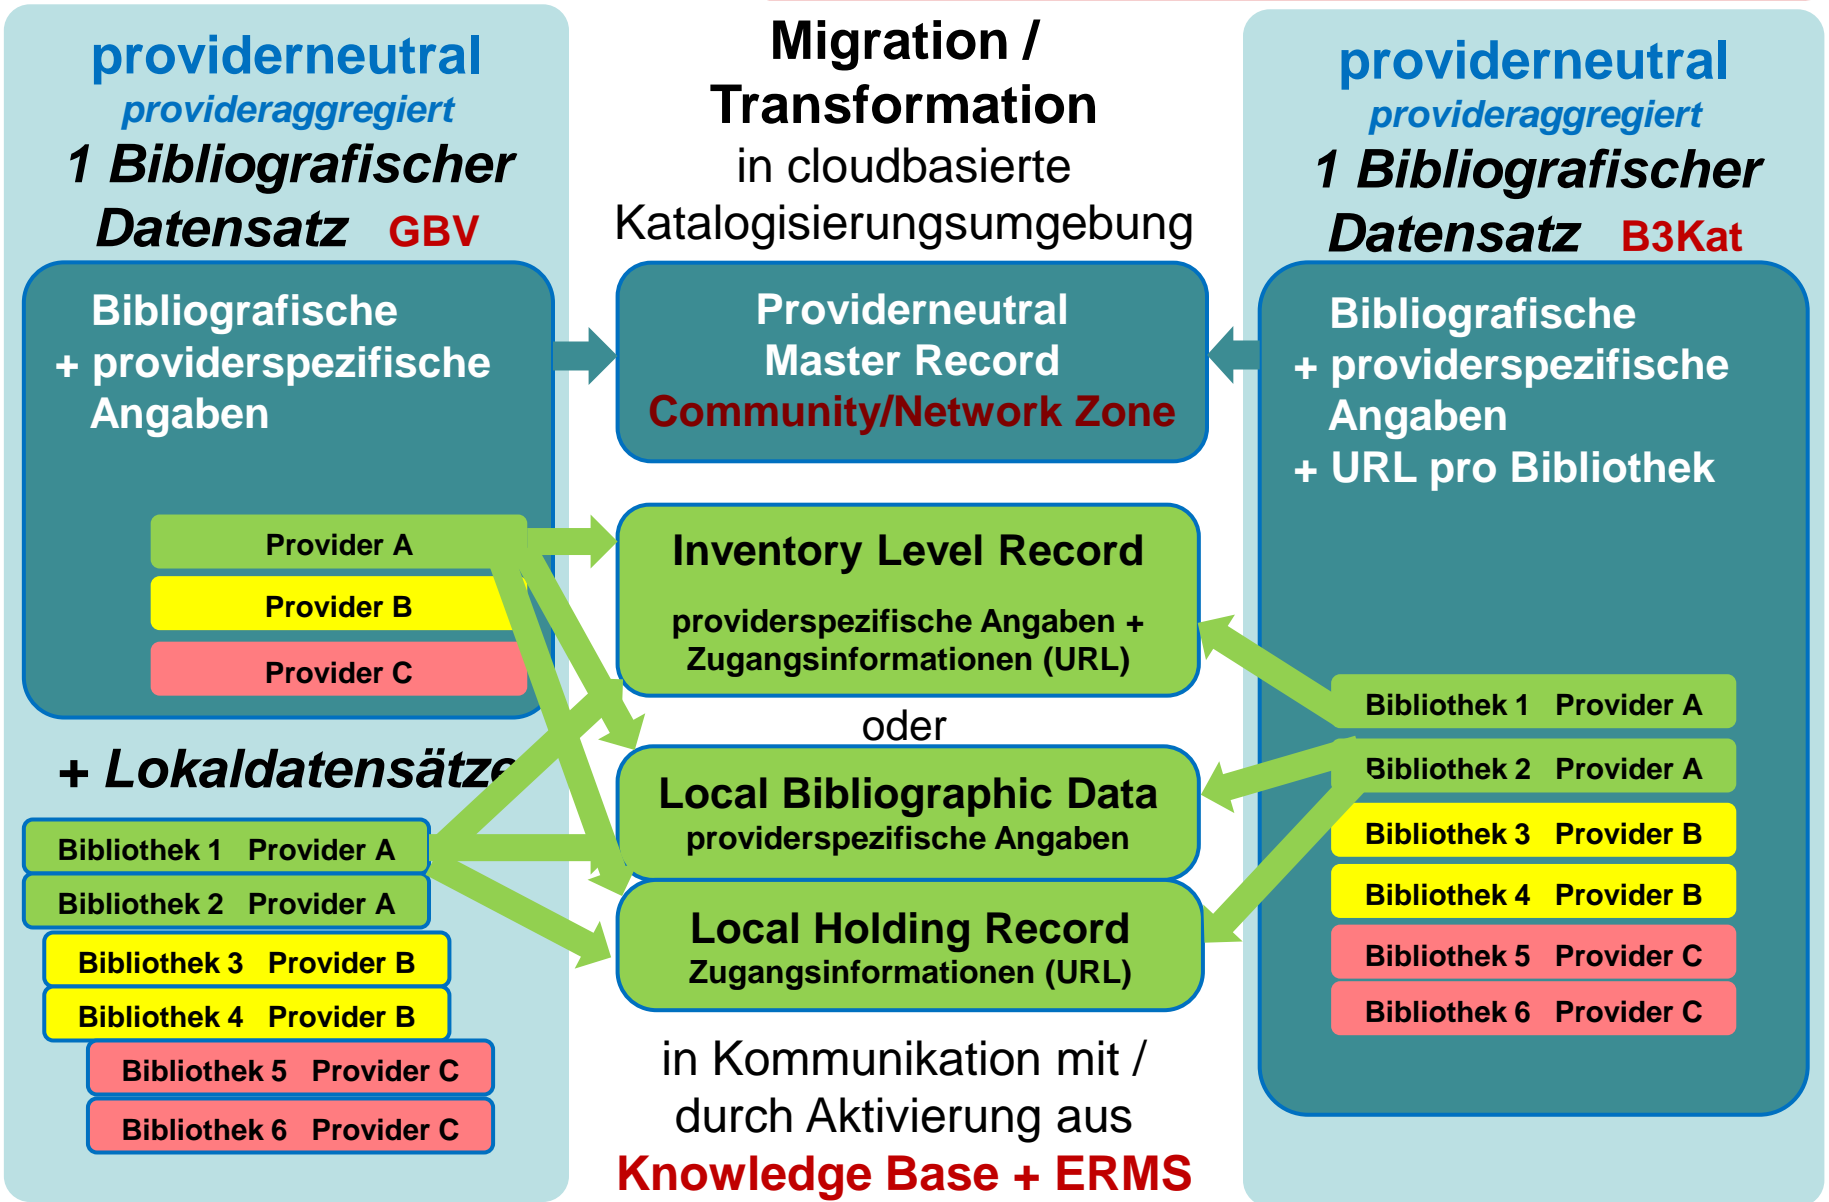 providerneutral
provideraggregiert
1 Bibliografischer
Datensatz GBV
Bibliografische
+ providerspezifische
Angaben
Provider A
Provider B
Provider C
+ Lokaldatensätze
Bibliothek 1 Provider A
Bibliothek 2 Provider A
Bibliothek 3 Provider B
Bibliothek 4 Provider B
Bibliothek 5 Provider C
Bibliothek 6 Provider C
Migration /
Transformation
in cloudbasierte
Katalogisierungsumgebung
Providerneutral
Master Record
Community/Network Zone
Inventory Level Record
providerspezifische Angaben +
Zugangsinformationen (URL)
oder
Local Bibliographic Data
providerspezifische Angaben
Local Holding Record
Zugangsinformationen (URL)
in Kommunikation mit /
durch Aktivierung aus
Knowledge Base + ERMS
providerneutral
provideraggregiert
1 Bibliografischer
Datensatz B3Kat
Bibliografische
+ providerspezifische
Angaben
+ URL pro Bibliothek
Bibliothek 1 Provider A
Bibliothek 2 Provider A
Bibliothek 3 Provider B
Bibliothek 4 Provider B
Bibliothek 5 Provider C
Bibliothek 6 Provider C